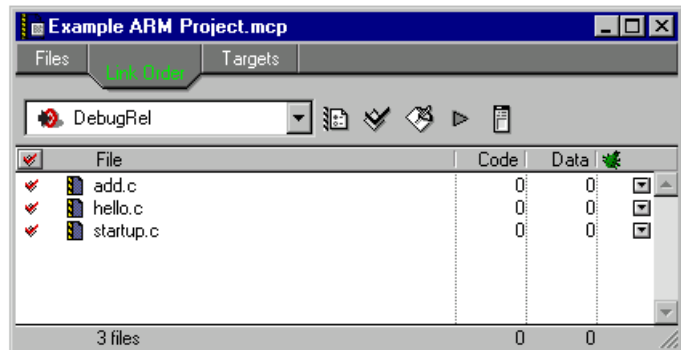 Example ARM Project.mcp
Files Link Order Targets
DebugRel
File Code Data
add.c 0 0
hello.c 0 0
startup.c 0 0
3 files 0 0